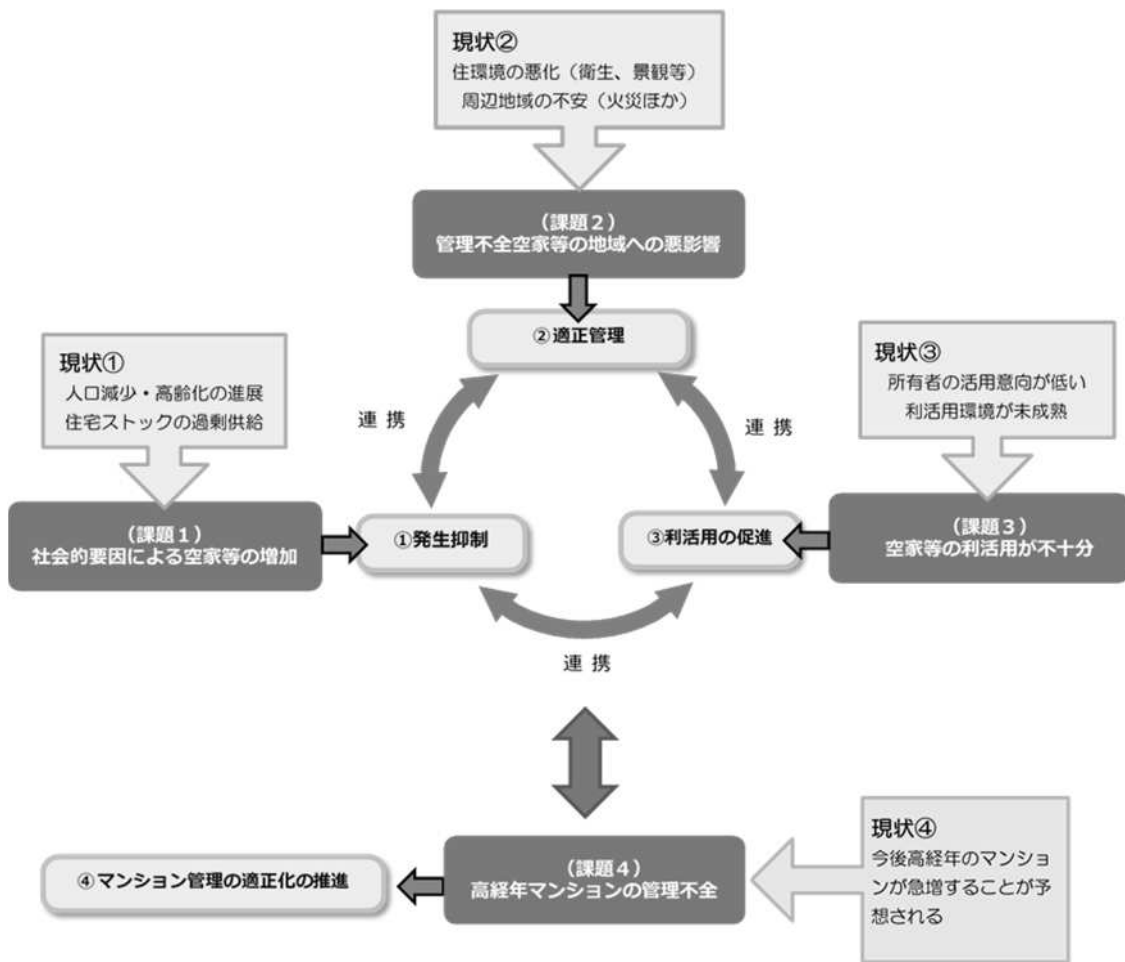 現状②
住環境の悪化（衛生、景観等）
周辺地域の不安（火災ほか）
（課題２）
管理不全空家等の地域への悪影響
②適正管理
現状①
人口減少・高齢化の進展
住宅ストックの過剰供給
現状③
所有者の活用意向が低い
利活用環境が未成熟
連 携
連 携
（課題１）
社会的要因による空家等の増加
①発生抑制
③利活用の促進
（課題３）
空家等の利活用が不十分
連 携
現状④
今後高経年のマンショ
ンが急増することが予
想される
（課題４）
高経年マンションの管理不全
④マンション管理の適正化の推進